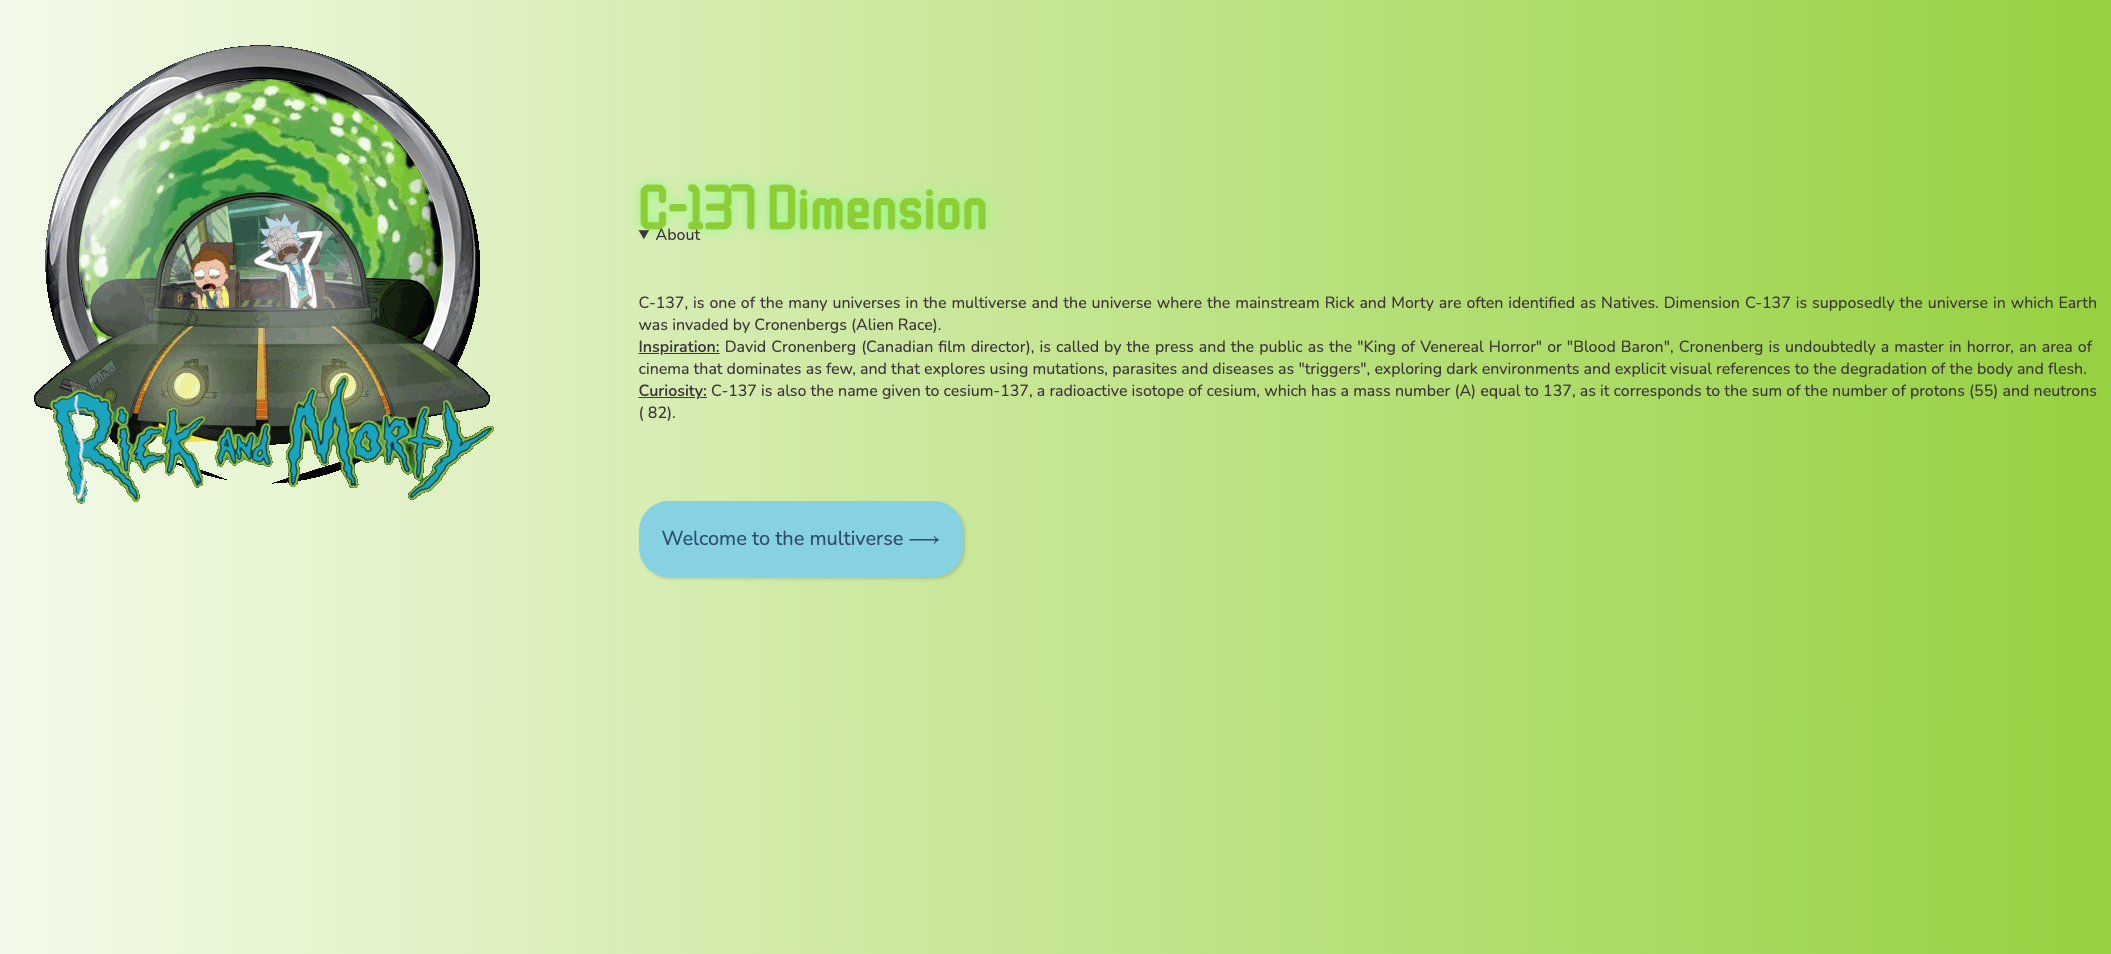 Rick and Morty
C-137 Dimension
▼ About
C-137, is one of the many universes in the multiverse and the universe where the mainstream Rick and Morty are often identified as Natives. Dimension C-137 is supposedly the universe in which Earth
was invaded by Cronenbergs (Alien Race).
Inspiration: David Cronenberg (Canadian film director), is called by the press and the public as the "King of Venereal Horror" or "Blood Baron", Cronenberg is undoubtedly a master in horror, an area of
cinema that dominates as few, and that explores using mutations, parasites and diseases as "triggers", exploring dark environments and explicit visual references to the degradation of the body and flesh.
Curiosity: C-137 is also the name given to cesium-137, a radioactive isotope of cesium, which has a mass number (A) equal to 137, as it corresponds to the sum of the number of protons (55) and neutrons
( 82).
Welcome to the multiverse ⟶